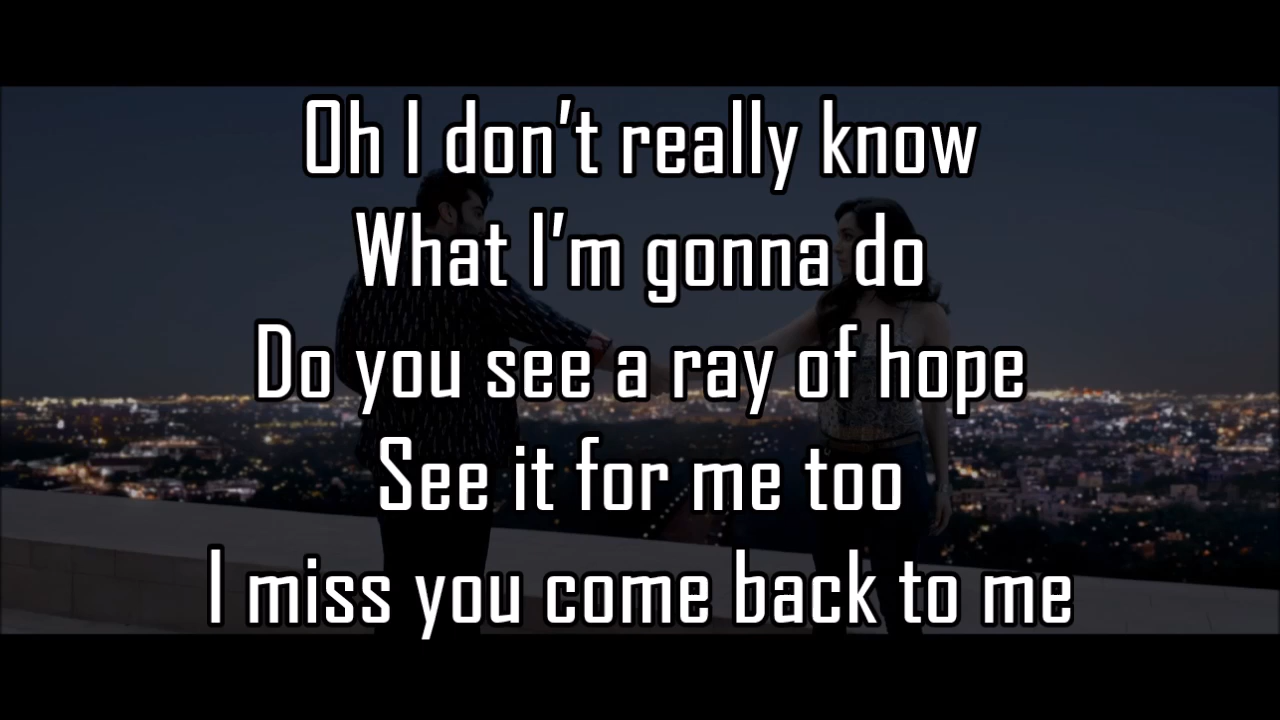 Oh I don’t really know
What I’m gonna do
Do you see a ray of hope
See it for me too
I miss you come back to me